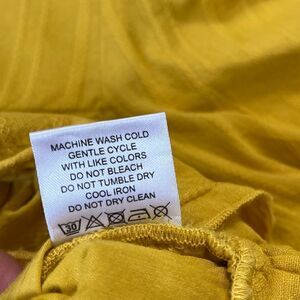 MACHINE WASH COLD
GENTLE CYCLE
WITH LIKE COLORS
DO NOT BLEACH
DO NOT TUMBLE DRY
COOL IRON
DO NOT DRY CLEAN
30